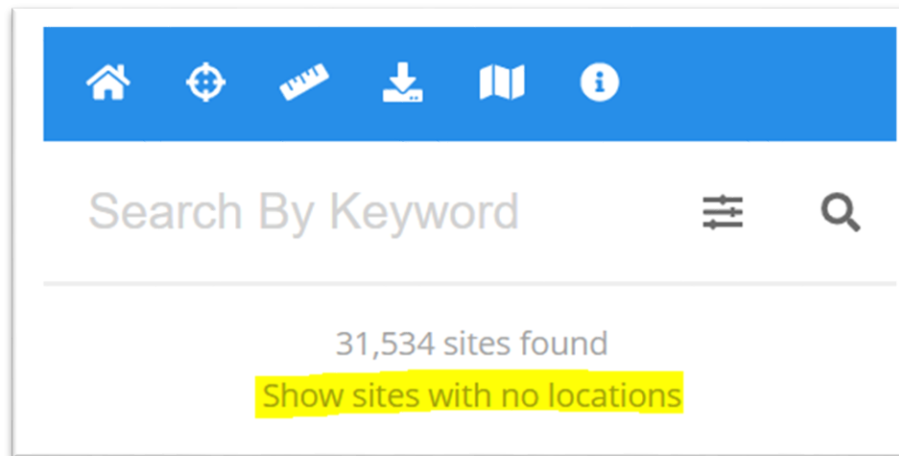 Search By Keyword
31,534 sites found
Show sites with no locations